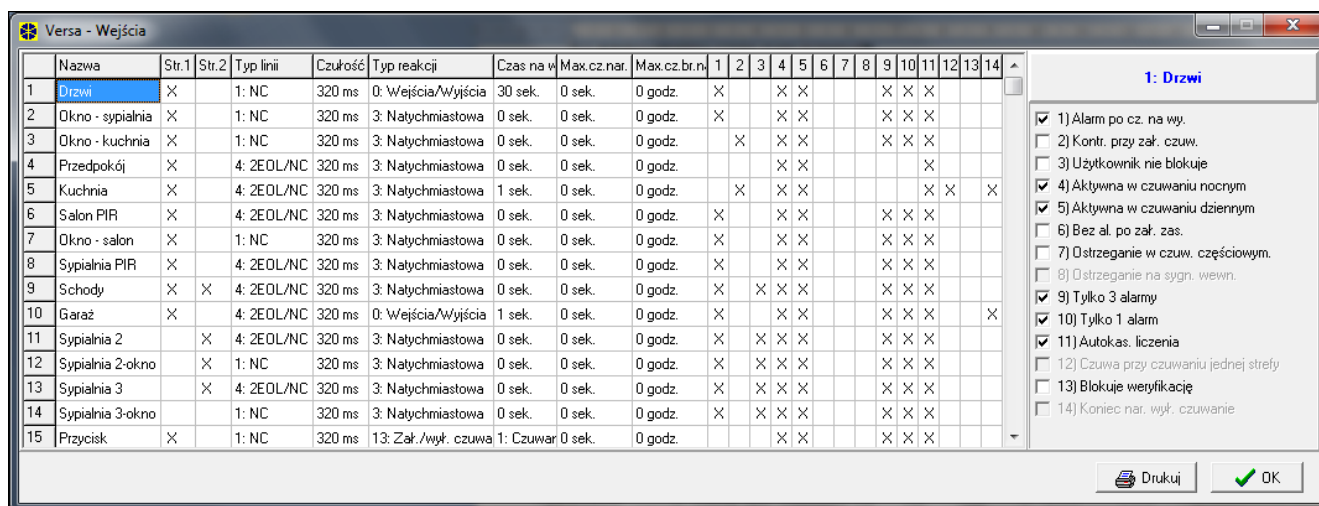 Versa - Wejścia
Nazwa Str.1 Str.2 Typ linii Czułość Typ reakcji Czas na w Max.cz.nar. Max.cz.br.n 1 2 3 4 5 6 7 8 9 10 11 12 13 14
1 Drzwi X 1: NC 320 ms 0: Wejścia/Wyjścia 30 sek. 0 sek. 0 godz. X X X X X X
2 Okno - sypialnia X 1: NC 320 ms 3: Natychmiastowa 0 sek. 0 sek. 0 godz. X X X X X X
3 Okno - kuchnia X 1: NC 320 ms 3: Natychmiastowa 0 sek. 0 sek. 0 godz. X X X X X X
4 Przedpokój X 4: 2EOL/NC 320 ms 3: Natychmiastowa 0 sek. 0 sek. 0 godz. X X X
5 Kuchnia X 4: 2EOL/NC 320 ms 3: Natychmiastowa 1 sek. 0 sek. 0 godz. X X X X X X
6 Salon PIR X 4: 2EOL/NC 320 ms 3: Natychmiastowa 0 sek. 0 sek. 0 godz. X X X X X X
7 Okno - salon X 1: NC 320 ms 3: Natychmiastowa 0 sek. 0 sek. 0 godz. X X X X X X
8 Sypialnia PIR X 4: 2EOL/NC 320 ms 3: Natychmiastowa 0 sek. 0 sek. 0 godz. X X X X X X
9 Schody X X 4: 2EOL/NC 320 ms 3: Natychmiastowa 0 sek. 0 sek. 0 godz. X X X X X X X
10 Garaż X 4: 2EOL/NC 320 ms 0: Wejścia/Wyjścia 1 sek. 0 sek. 0 godz. X X X X X X X
11 Sypialnia 2 X 4: 2EOL/NC 320 ms 3: Natychmiastowa 0 sek. 0 sek. 0 godz. X X X X X X X
12 Sypialnia 2-okno X 1: NC 320 ms 3: Natychmiastowa 0 sek. 0 sek. 0 godz. X X X X X X X
13 Sypialnia 3 X 4: 2EOL/NC 320 ms 3: Natychmiastowa 0 sek. 0 sek. 0 godz. X X X X X X X
14 Sypialnia 3-okno 1: NC 320 ms 3: Natychmiastowa 0 sek. 0 sek. 0 godz. X X X X X X X
15 Przycisk X 1: NC 320 ms 13: Zał./wył. czuwa 1: Czuwar 0 sek. 0 godz. X X X X X
1: Drzwi
1) Alarm po cz. na wy.
2) Kontr. przy zał. czuw.
3) Użytkownik nie blokuje
4) Aktywna w czuwaniu nocnym
5) Aktywna w czuwaniu dziennym
6) Bez al. po zał. zas.
7) Ostrzeganie w czuw. częściowym.
8) Ostrzeganie na sygn. wewn.
9) Tylko 3 alarmy
10) Tylko 1 alarm
11) Autokas. liczenia
12) Czuwa przy czuwaniu jednej strefy
13) Blokuje weryfikację
14) Koniec nar. wył. czuwanie
Drukuj OK